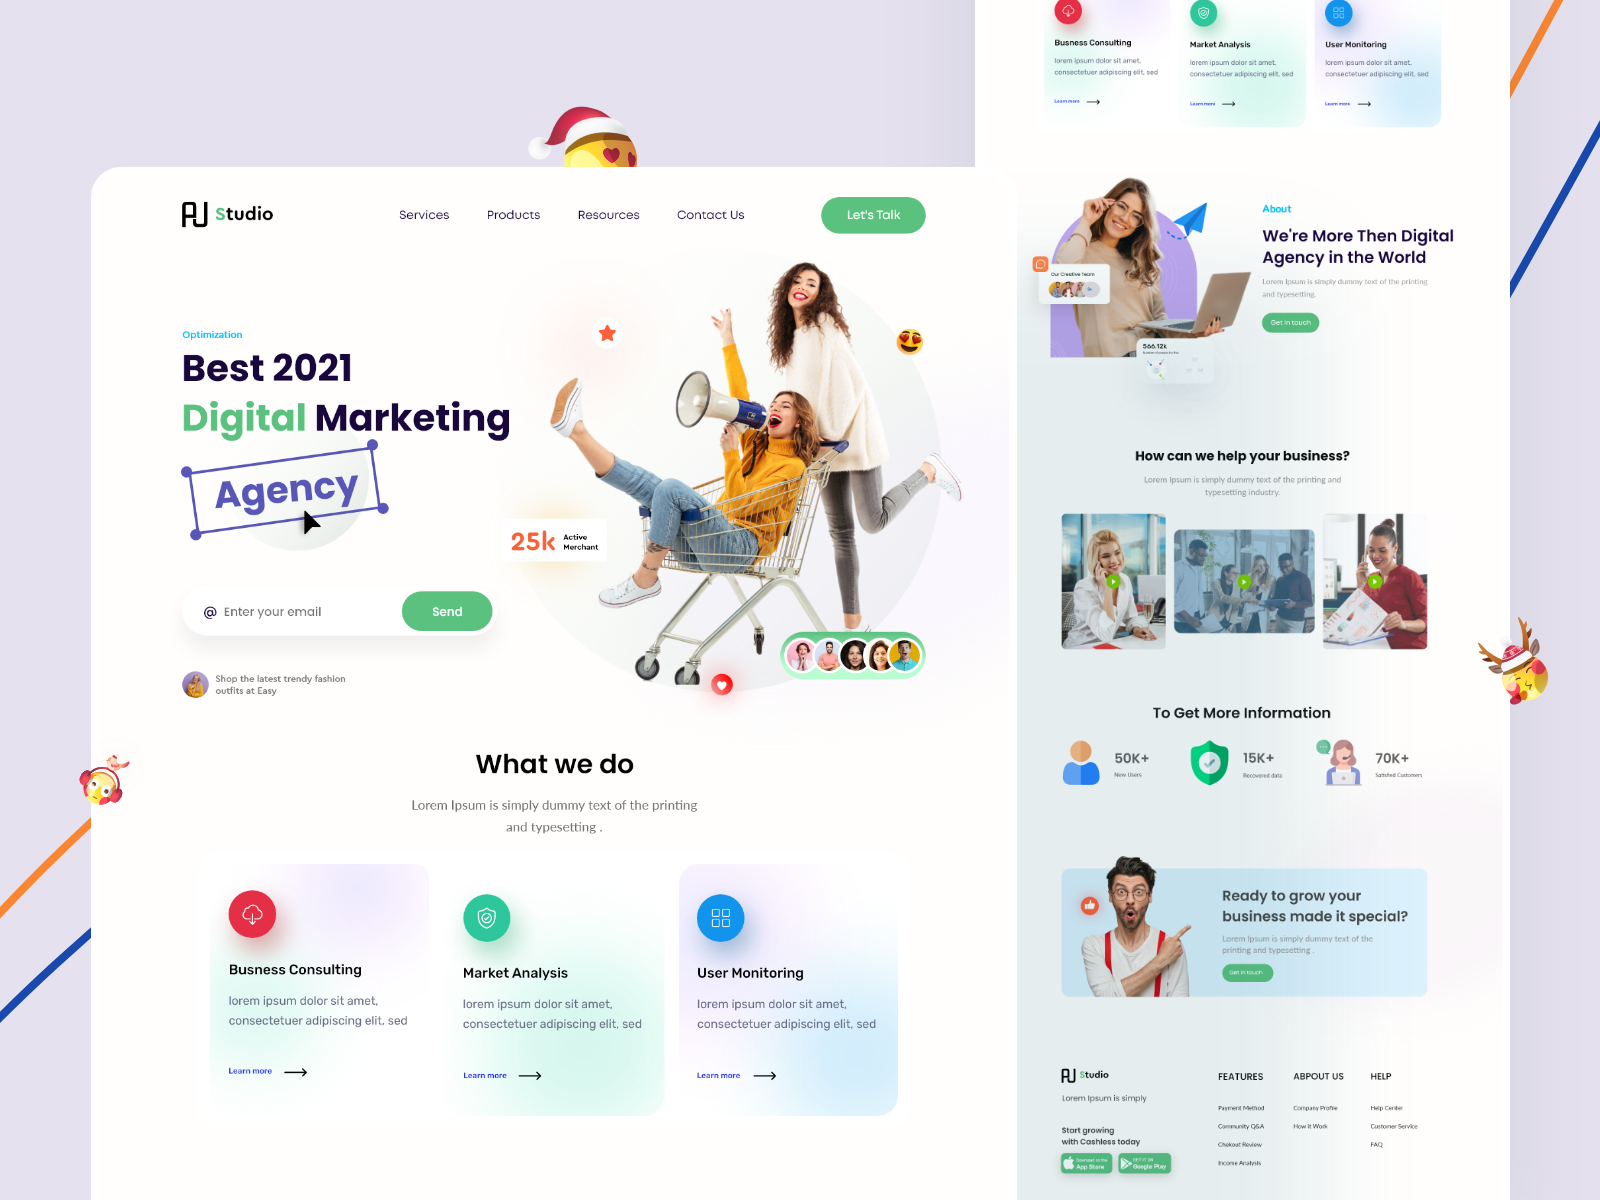 AJ Studio
Services
Products
Resources
Contact Us
Let's Talk
Optimization
Best 2021
Digital Marketing
Agency
25k
Active
Merchant
@ Enter your email
Send
Shop the latest trendy fashion
outfits at Easy
What we do
Lorem Ipsum is simply dummy text of the printing
and typesetting .
Busness Consulting
lorem ipsum dolor sit amet,
consectetuer adipiscing elit, sed
Learn more
Market Analysis
lorem ipsum dolor sit amet,
consectetuer adipiscing elit, sed
Learn more
User Monitoring
lorem ipsum dolor sit amet,
consectetuer adipiscing elit, sed
Learn more
Busness Consulting
lorem ipsum dolor sit amet,
consectetuer adipiscing elit, sed
Learn more
Market Analysis
lorem ipsum dolor sit amet,
consectetuer adipiscing elit, sed
Learn more
User Monitoring
lorem ipsum dolor sit amet,
consectetuer adipiscing elit, sed
Learn more
Our Creative Team
566.12k
About
We're More Then Digital
Agency in the World
Lorem Ipsum is simply dummy text of the printing
and typesetting.
Get in touch
How can we help your business?
Lorem Ipsum is simply dummy text of the printing and
typesetting industry.
To Get More Information
50K+
New Users
15K+
Recovered data
70K+
Satisfied Customers
Ready to grow your
business made it special?
Lorem Ipsum is simply dummy text of the
printing and typesetting .
Get in touch
AJ Studio
Lorem Ipsum is simply
Start growing
with Cashless today
Download on the
App Store
GET IT ON
Google Play
FEATURES
Payment Method
Community Q&A
Chekout Review
Income Analysis
ABPOUT US
Company Profile
How it Work
HELP
Help Center
Customer Service
FAQ